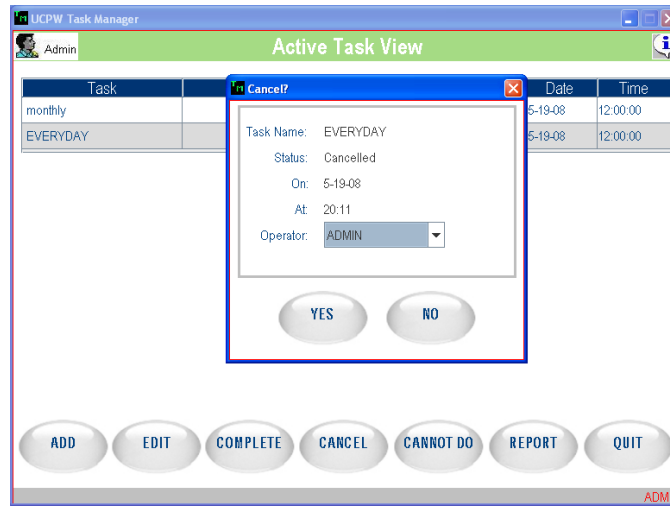 UCPW Task Manager
Admin
Active Task View
Task
Date
Time
monthly
5-19-08
12:00:00
EVERYDAY
5-19-08
12:00:00
TM Cancel?
Task Name: EVERYDAY
Status: Cancelled
On: 5-19-08
At: 20:11
Operator: ADMIN
YES
NO
ADD
EDIT
COMPLETE
CANCEL
CANNOT DO
REPORT
QUIT
ADM